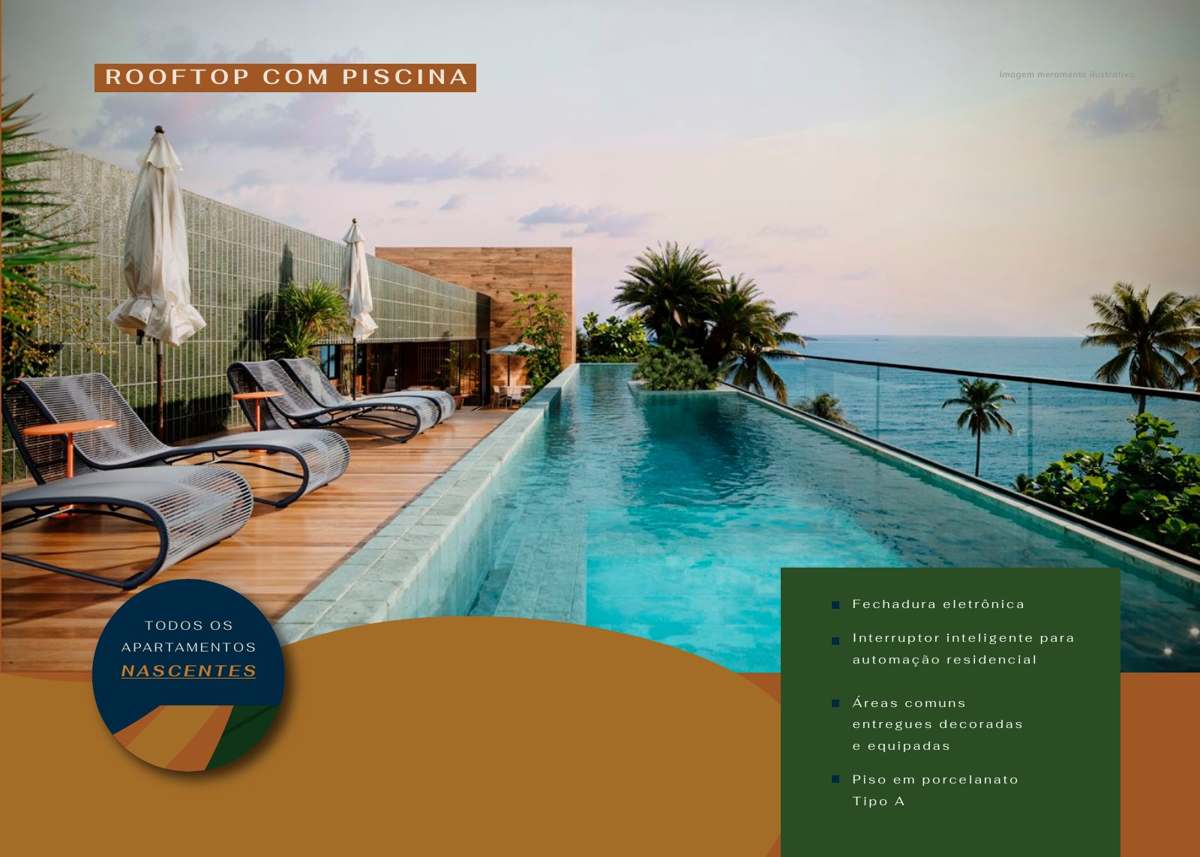 ROOFTOP COM PISCINA
Imagem meramente ilustrativa
TODOS OS
APARTAMENTOS
NASCENTES
Fechadura eletrônica
Interruptor inteligente para
automação residencial
Áreas comuns
entregues decoradas
e equipadas
Piso em porcelanato
Tipo A